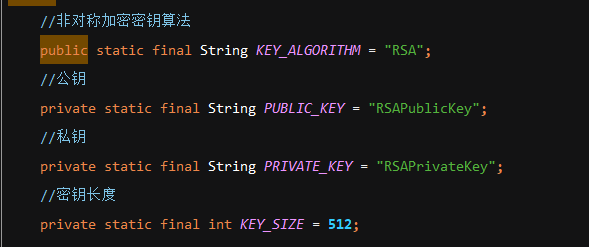 //非对称加密密钥算法
public static final String KEY_ALGORITHM = "RSA";
//公钥
private static final String PUBLIC_KEY = "RSAPublicKey";
//私钥
private static final String PRIVATE_KEY = "RSAPrivateKey";
//密钥长度
private static final int KEY_SIZE = 512;